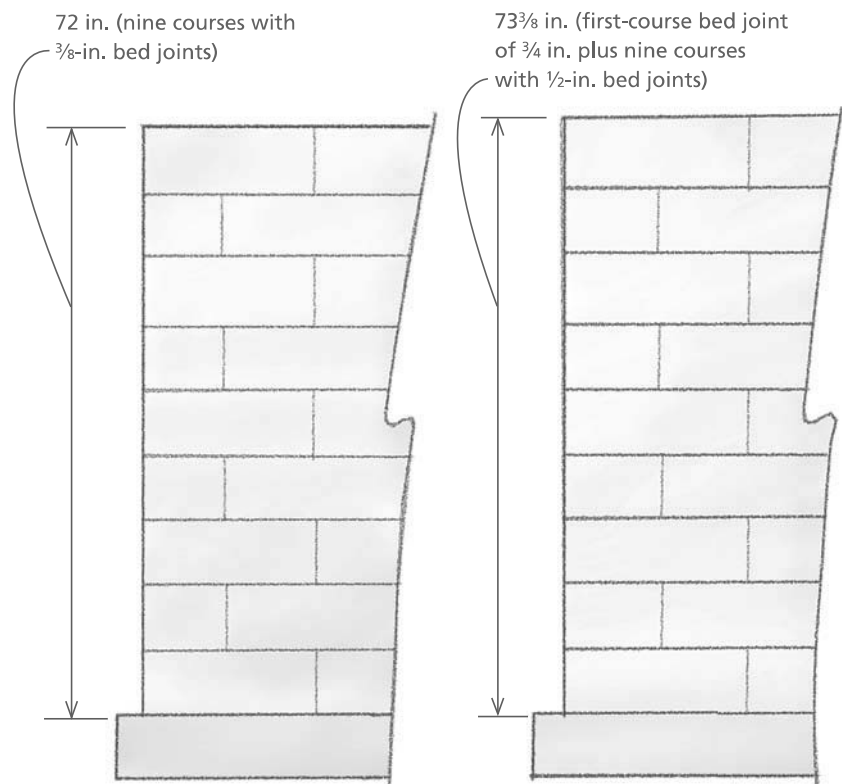 72 in. (nine courses with
⅜-in. bed joints)
73⅜ in. (first-course bed joint
of ¾ in. plus nine courses
with ½-in. bed joints)